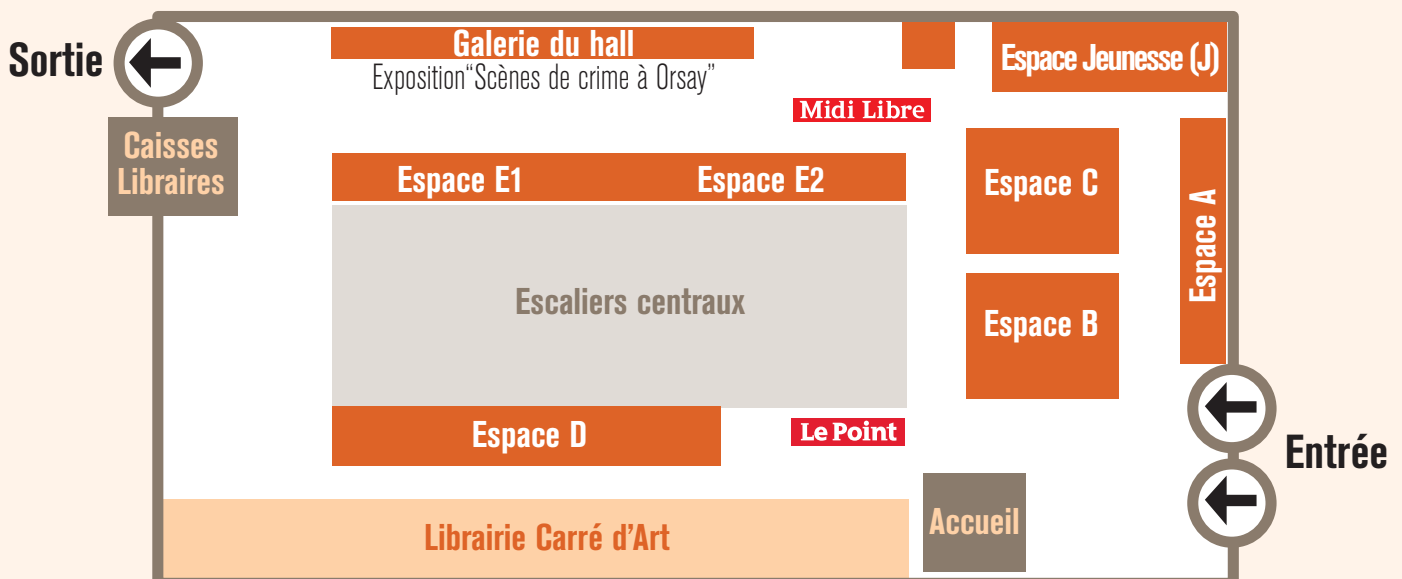 Sortie
Galerie du hall
Exposition“Scènes de crime à Orsay”
Espace Jeunesse (J)
Midi Libre
Caisses
Libraires
Espace E1
Espace E2
Espace C
Espace A
Escaliers centraux
Espace B
Espace D
Le Point
Entrée
Accueil
Librairie Carré d’Art